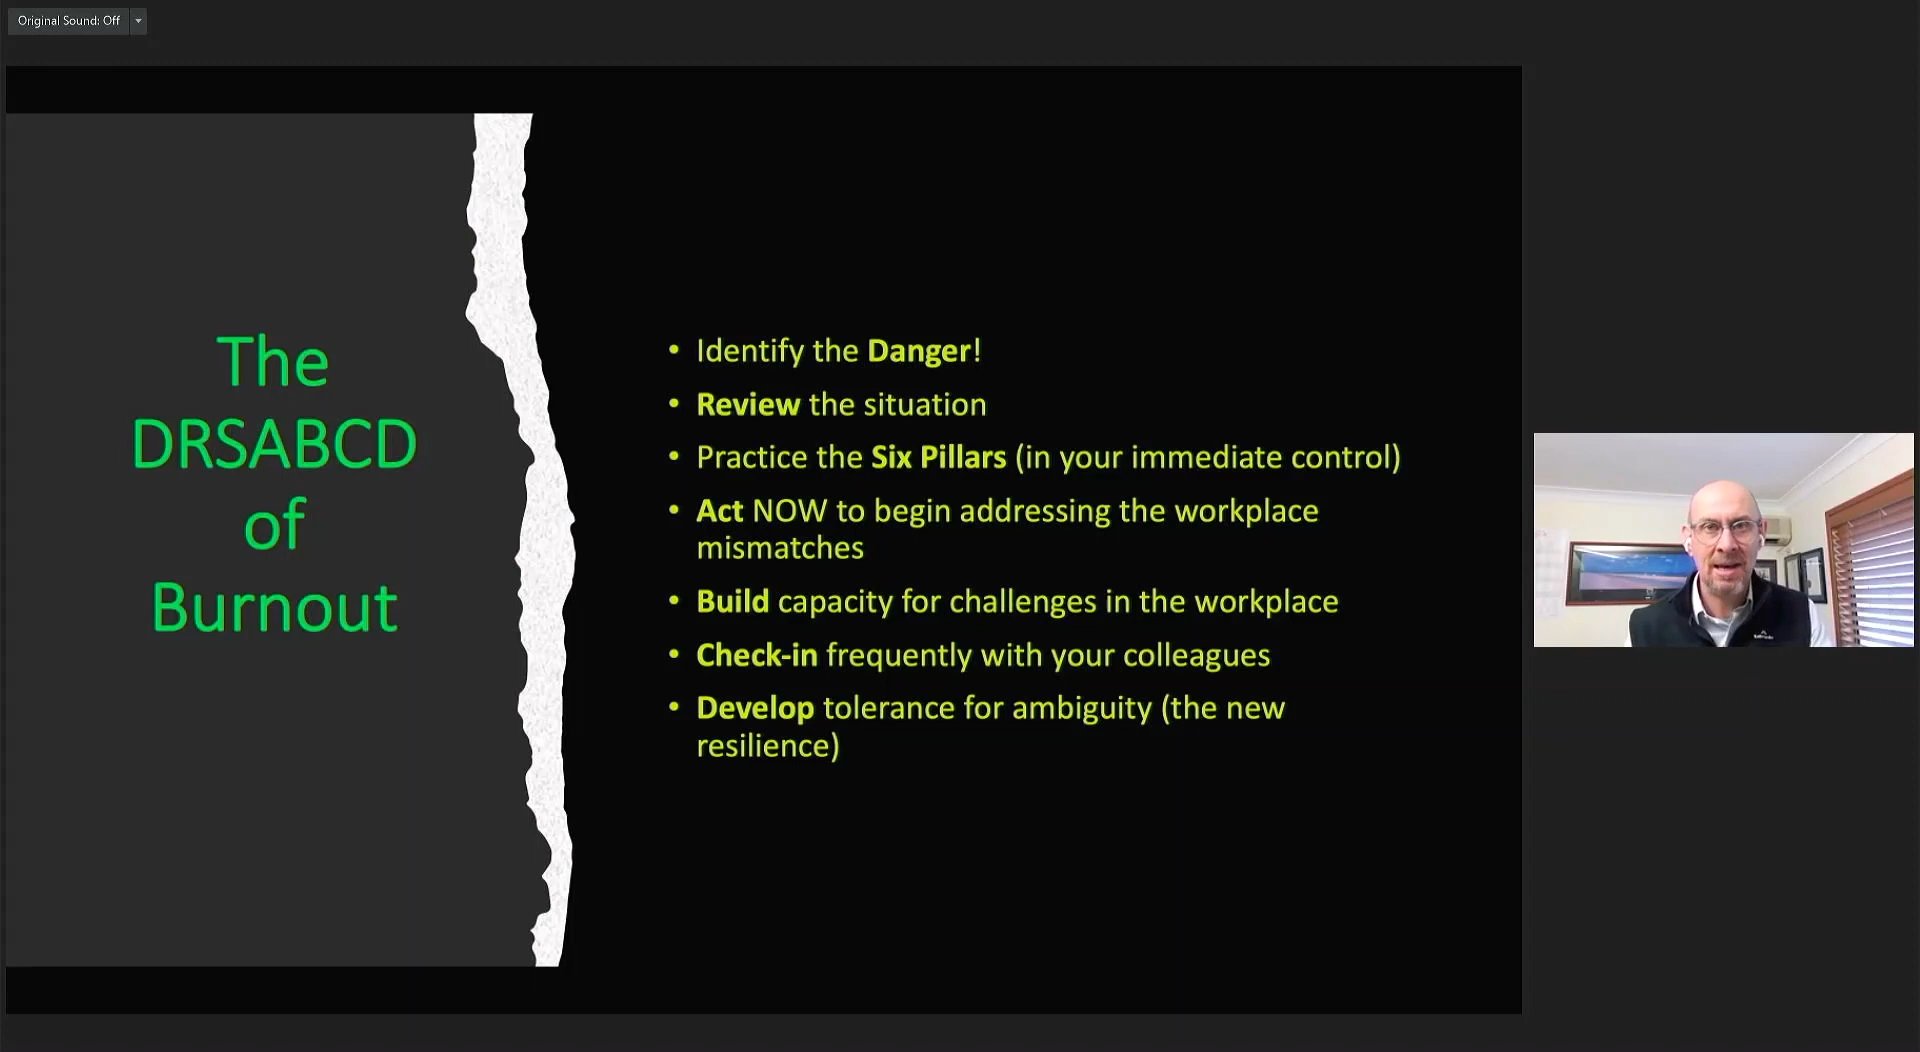 Original Sound: Off
The
DRSABCD
of
Burnout
• Identify the Danger!
• Review the situation
• Practice the Six Pillars (in your immediate control)
• Act NOW to begin addressing the workplace
mismatches
• Build capacity for challenges in the workplace
• Check-in frequently with your colleagues
• Develop tolerance for ambiguity (the new
resilience)